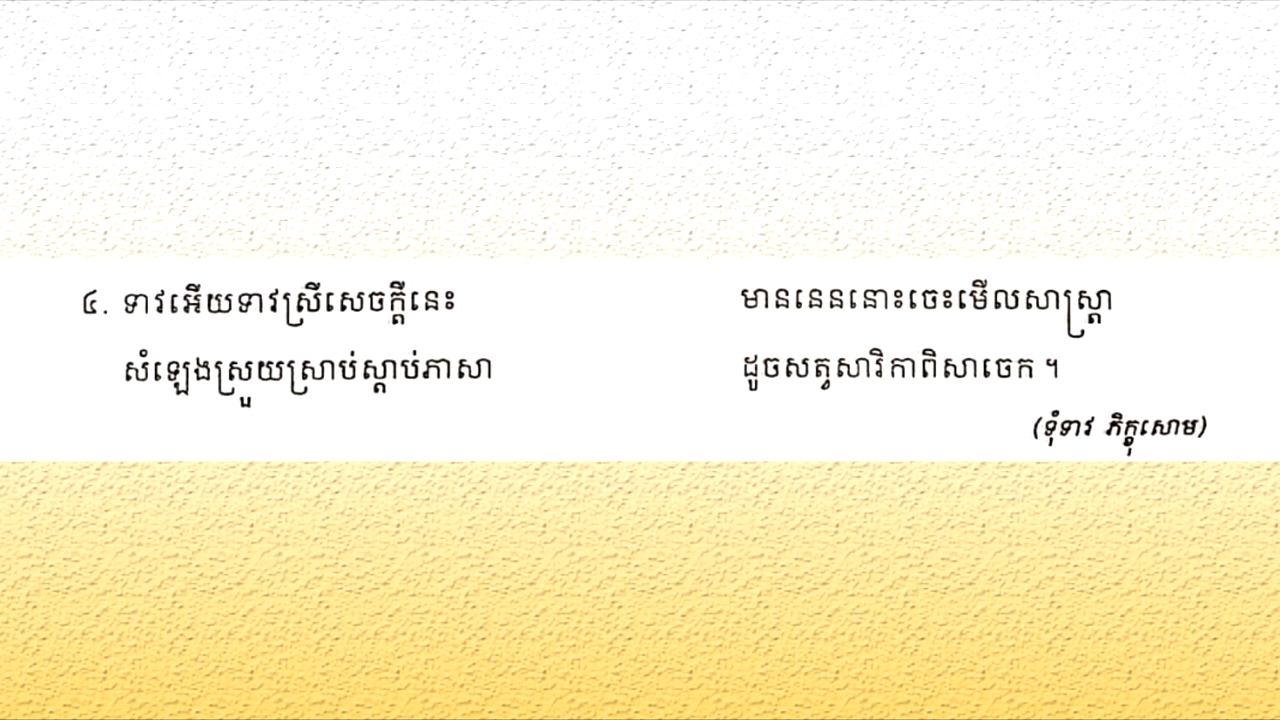 ៤. ទាវអើយទាវស្រីសេចក្ដីនេះ មាននេននោះចេះមើលសាស្ត្រា
សំឡេងស្រួយស្រាប់ស្ដាប់ភាសា ដូចសត្វសារិកាពិសាចេក ។
(ទុំទាវ ភិក្ខុសោម)